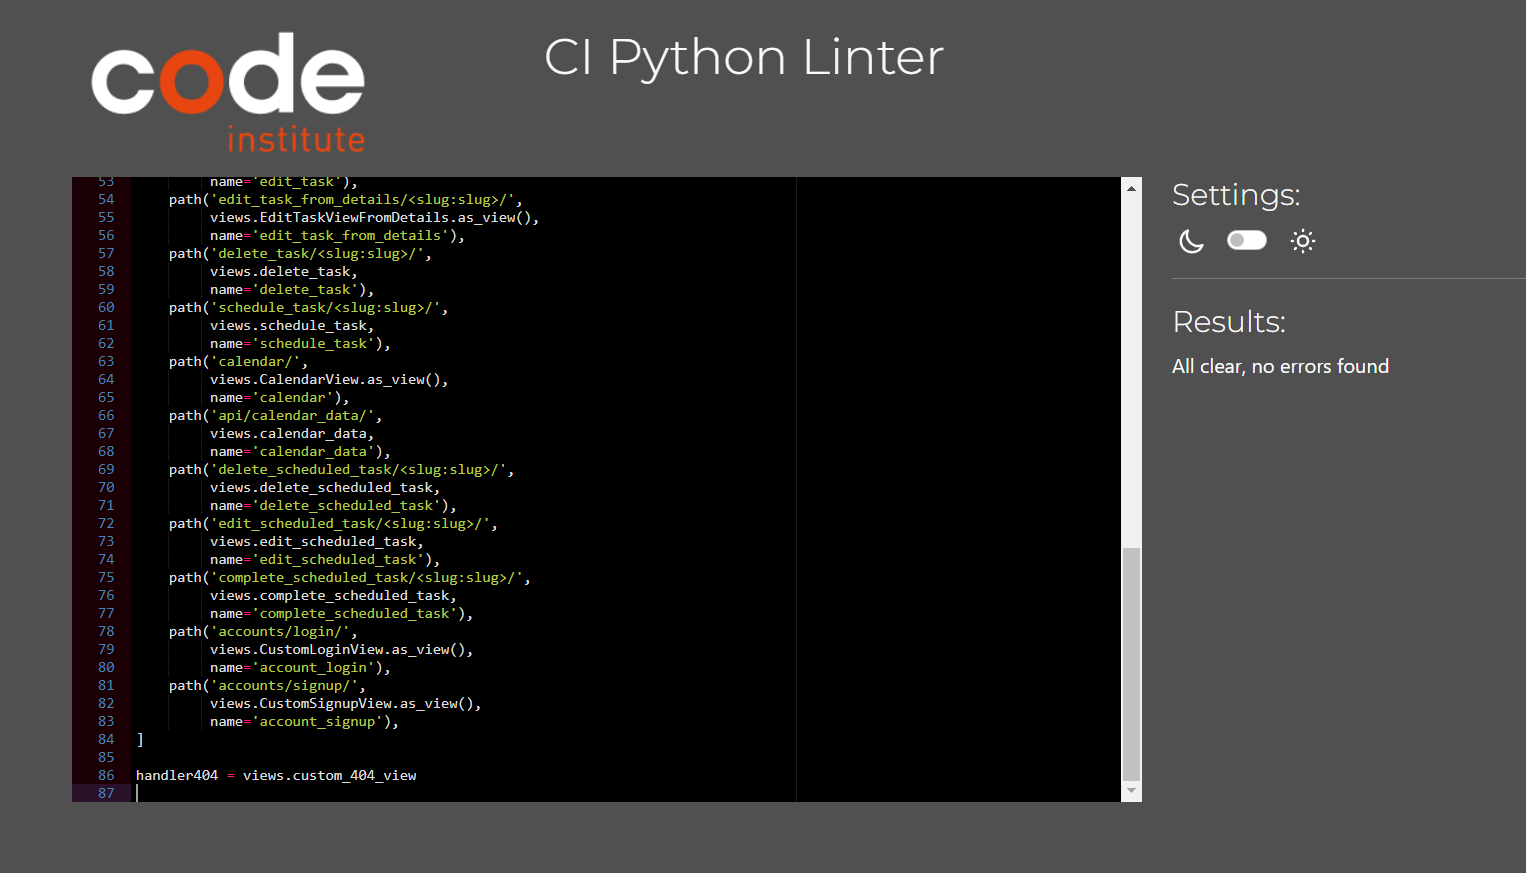 code
institute
CI Python Linter
53 name='edit_task'),
54 path('edit_task_from_details/<slug:slug>/',
55 views.EditTaskViewFromDetails.as_view(),
56 name='edit_task_from_details'),
57 path('delete_task/<slug:slug>/',
58 views.delete_task,
59 name='delete_task'),
60 path('schedule_task/<slug:slug>/',
61 views.schedule_task,
62 name='schedule_task'),
63 path('calendar/',
64 views.CalendarView.as_view(),
65 name='calendar'),
66 path('api/calendar_data/',
67 views.calendar_data,
68 name='calendar_data'),
69 path('delete_scheduled_task/<slug:slug>/',
70 views.delete_scheduled_task,
71 name='delete_scheduled_task'),
72 path('edit_scheduled_task/<slug:slug>/',
73 views.edit_scheduled_task,
74 name='edit_scheduled_task'),
75 path('complete_scheduled_task/<slug:slug>/',
76 views.complete_scheduled_task,
77 name='complete_scheduled_task'),
78 path('accounts/login/',
79 views.CustomLoginView.as_view(),
80 name='account_login'),
81 path('accounts/signup/',
82 views.CustomSignupView.as_view(),
83 name='account_signup'),
84 ]
85
86 handler404 = views.custom_404_view
87
Settings:
Results:
All clear, no errors found